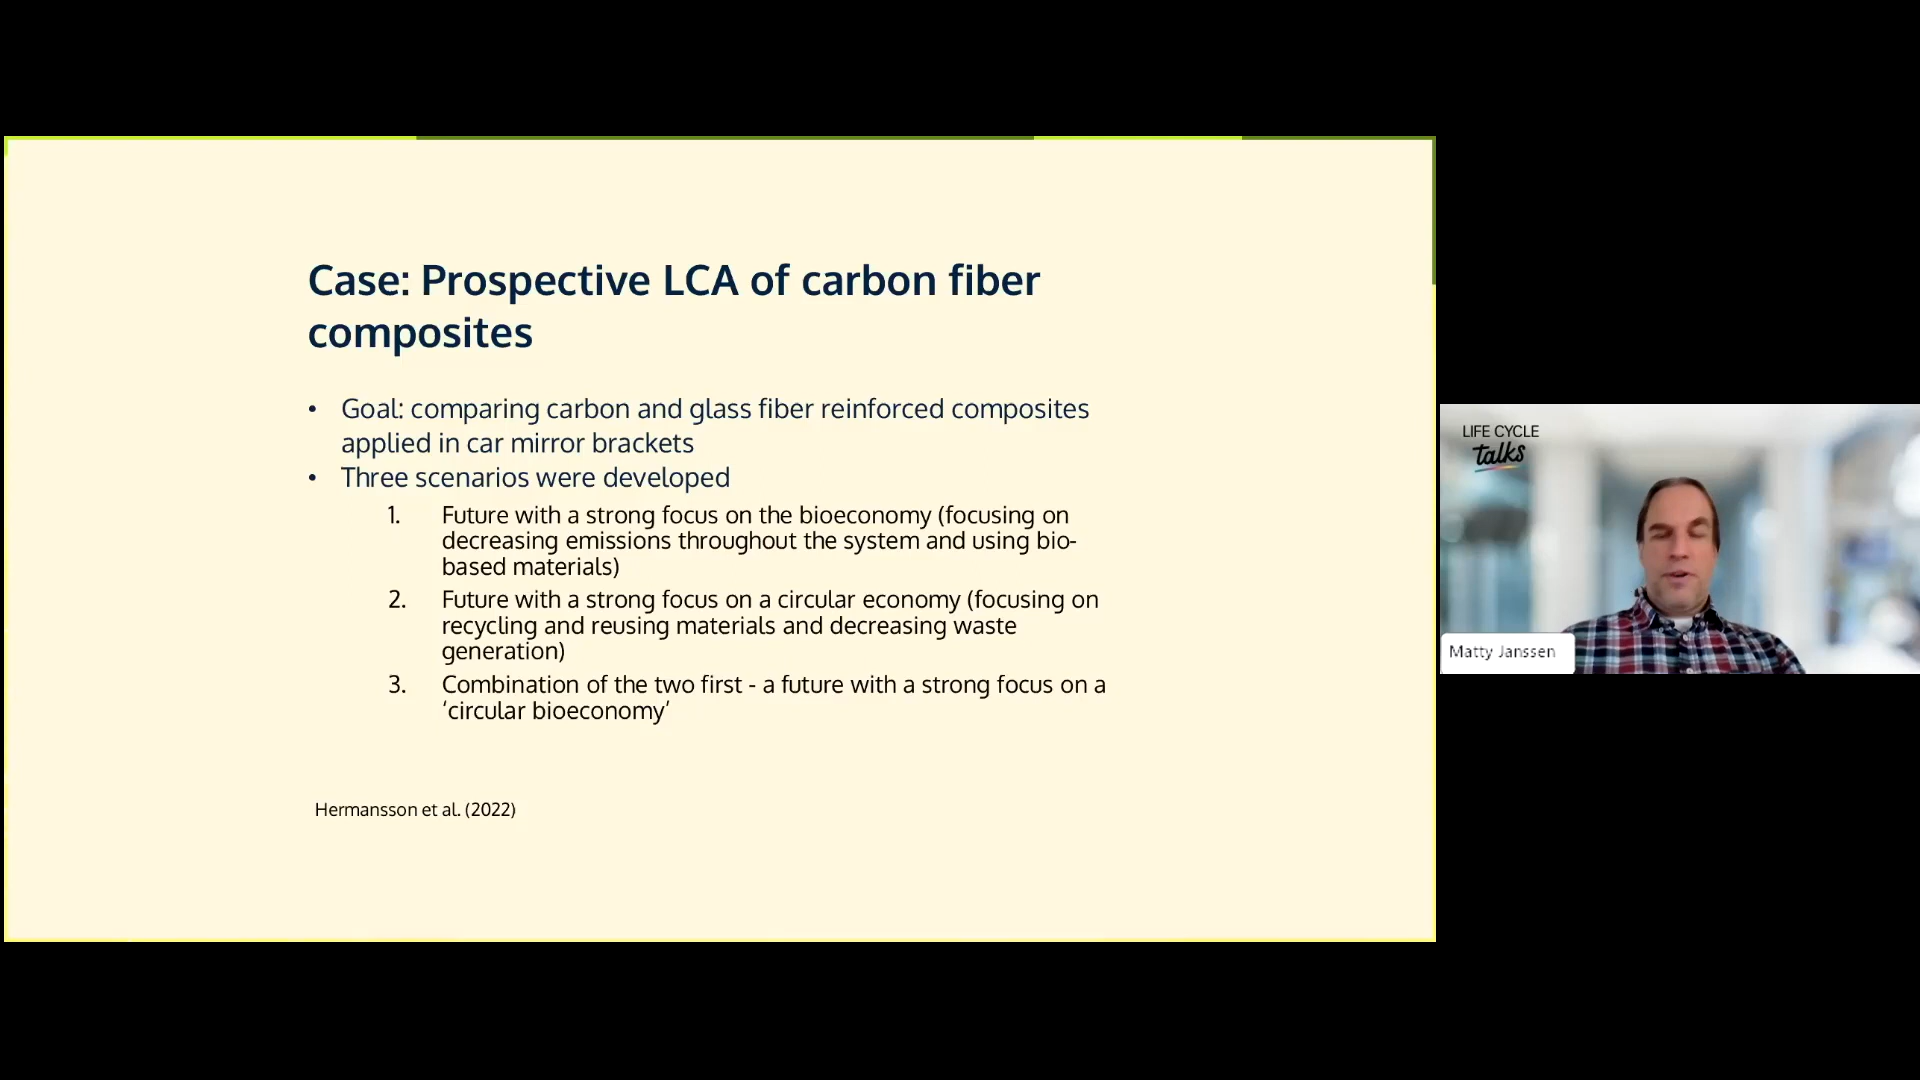 Case: Prospective LCA of carbon fiber
composites
• Goal: comparing carbon and glass fiber reinforced composites
applied in car mirror brackets
• Three scenarios were developed
1. Future with a strong focus on the bioeconomy (focusing on
decreasing emissions throughout the system and using bio-
based materials)
2. Future with a strong focus on a circular economy (focusing on
recycling and reusing materials and decreasing waste
generation)
3. Combination of the two first - a future with a strong focus on a
‘circular bioeconomy’
Hermansson et al. (2022)
LIFE CYCLE
talks
Matty Janssen